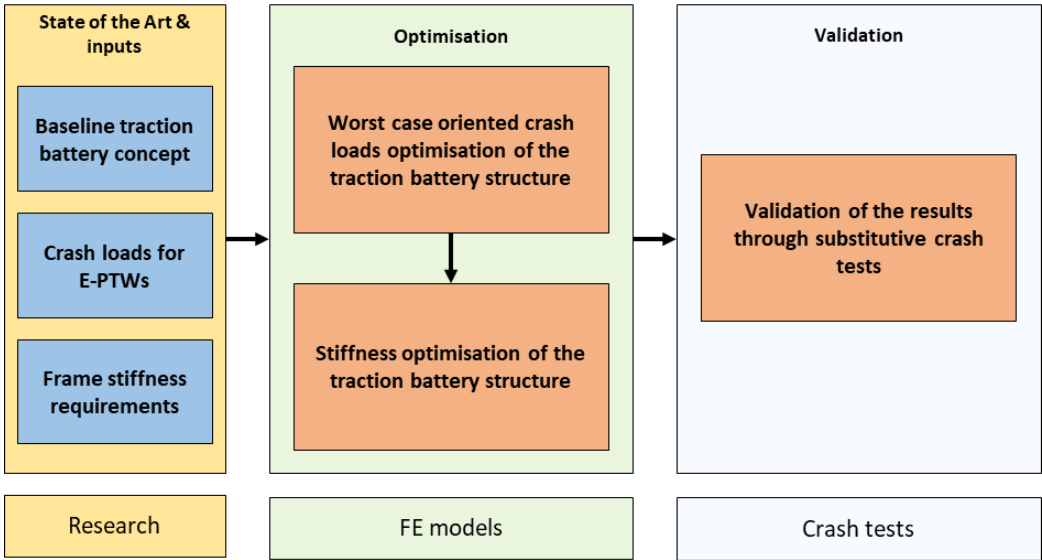 State of the Art &
inputs
Baseline traction
battery concept
Crash loads for
E-PTWs
Frame stiffness
requirements
Research
Optimisation
Worst case oriented crash
loads optimisation of the
traction battery structure
Stiffness optimisation of the
traction battery structure
FE models
Validation
Validation of the results
through substitutive crash
tests
Crash tests